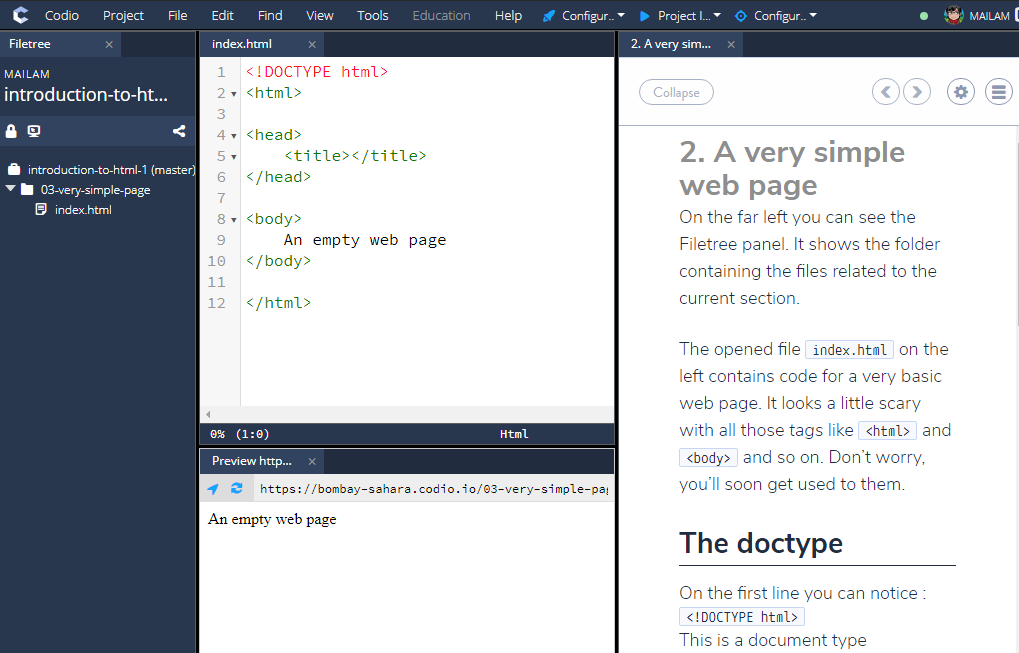 Codio Project File Edit Find View Tools Education Help Configur.. Project I... Configur.. MAILAM
Filetree
MAILAM
introduction-to-ht...
introduction-to-html-1 (master)
03-very-simple-page
index.html
index.html
1 <!DOCTYPE html>
2 <html>
3
4 <head>
5 <title></title>
6 </head>
7
8 <body>
9 An empty web page
10 </body>
11
12 </html>
0% (1:0) Html
Preview http...
https://bombay-sahara.codio.io/03-very-simple-pag
An empty web page
2. A very sim...
Collapse
2. A very simple
web page
On the far left you can see the
Filetree panel. It shows the folder
containing the files related to the
current section.
The opened file index.html on the
left contains code for a very basic
web page. It looks a little scary
with all those tags like <html> and
<body> and so on. Don’t worry,
you’ll soon get used to them.
The doctype
On the first line you can notice :
<!DOCTYPE html>
This is a document type